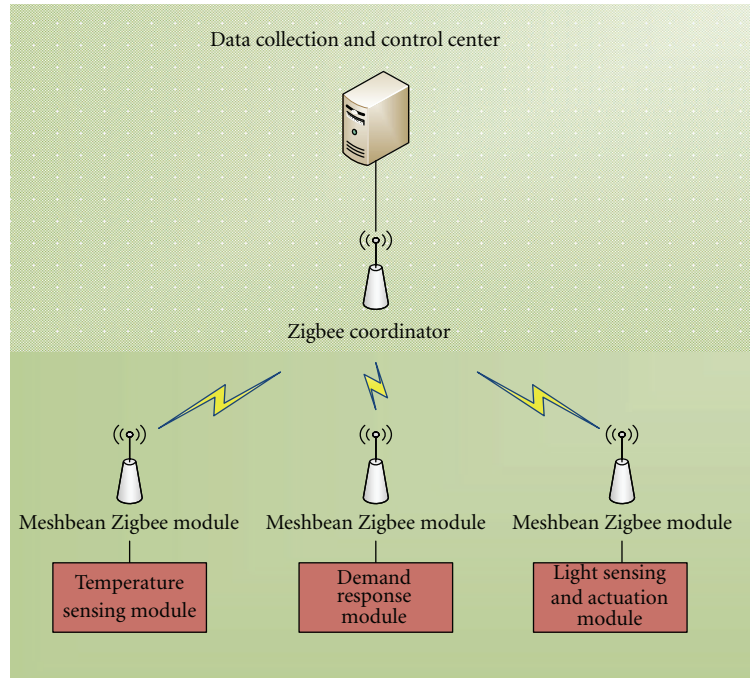 Data collection and control center
Zigbee coordinator
Meshbean Zigbee module
Meshbean Zigbee module
Meshbean Zigbee module
Temperature
sensing module
Demand
response
module
Light sensing
and actuation
module